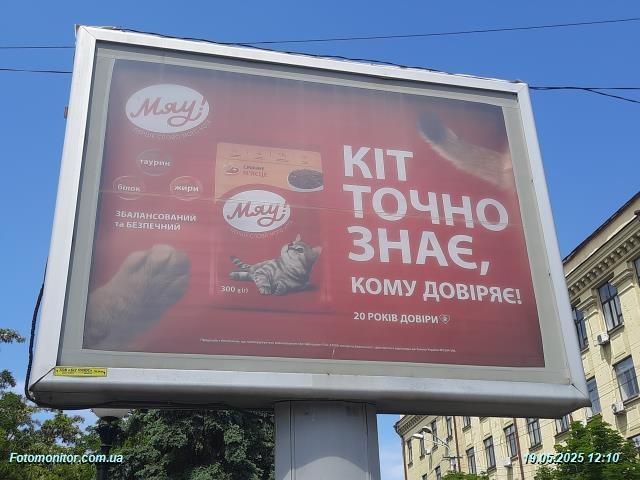 Мяу!
таурин
білок
жири
ЗБАЛАНСОВАНИЙ
та БЕЗПЕЧНИЙ
М'ЯСЦЕ
Мяу!
300 g(г)
КІТ
ТОЧНО
ЗНАЄ,
КОМУ ДОВІРЯЄ!
20 РОКІВ ДОВІРИ
Fotomonitor.com.ua
19.05.2025 12:10